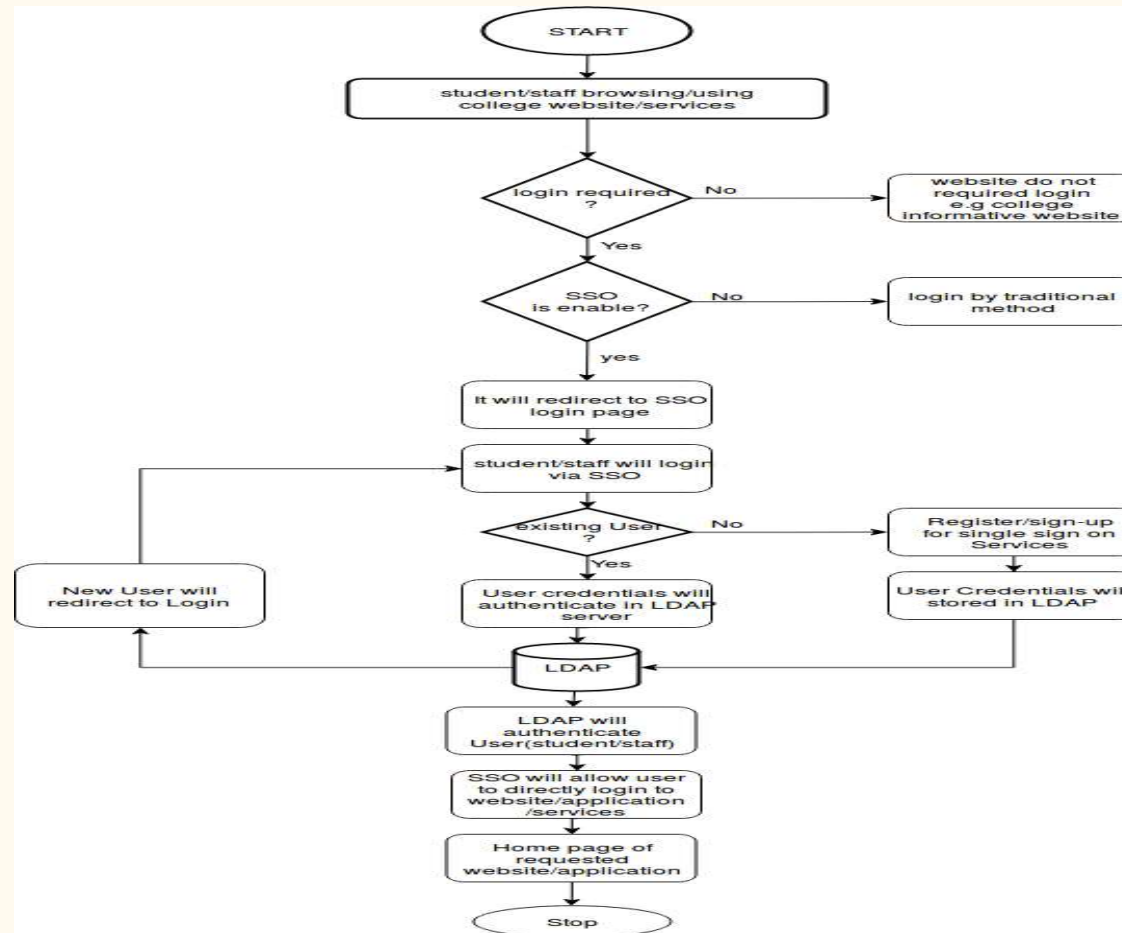 START
student/staff browsing/using
college website/services
login required
?
No
website do not
required login
e.g college
informative website
Yes
SSO
is enable?
No
login by traditional
method
yes
It will redirect to SSO
login page
student/staff will login
via SSO
existing User
?
No
Register/sign-up
for single sign on
Services
Yes
New User will
redirect to Login
User credentials will
authenticate in LDAP
server
User Credentials will
stored in LDAP
LDAP
LDAP will
authenticate
User(student/staff)
SSO will allow user
to directly login to
website/application
/services
Home page of
requested
website/application
Stop